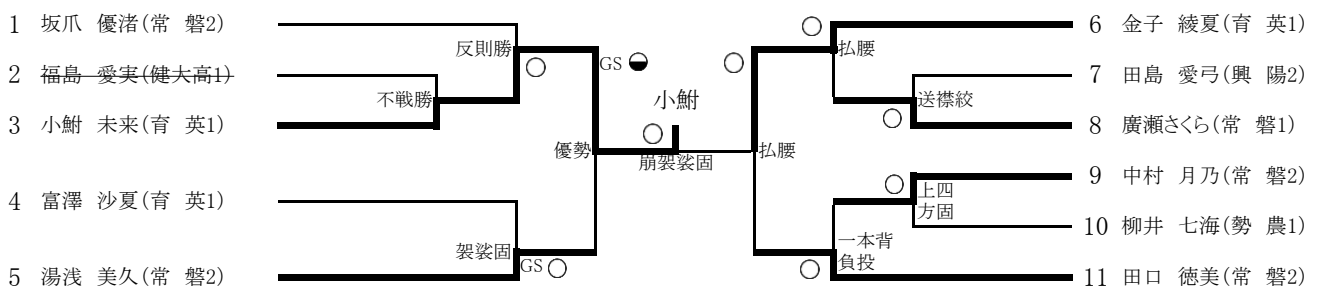 1 坂爪 優渚(常 磐2)
2 福島 愛実(健大高1)
3 小鮒 未来(育 英1)
4 富澤 沙夏(育 英1)
5 湯浅 美久(常 磐2)
反則勝
不戦勝
袈裟固
GS
優勢
GS
小鮒
崩袈裟固
払腰
払腰
送襟絞
上四
方固
一本背
負投
6 金子 綾夏(育 英1)
7 田島 愛弓(興 陽2)
8 廣瀬さくら(常 磐1)
9 中村 月乃(常 磐2)
10 柳井 七海(勢 農1)
11 田口 徳美(常 磐2)